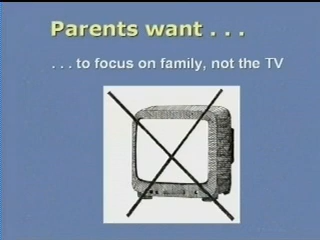 Parents want . . .
. . . to focus on family, not the TV